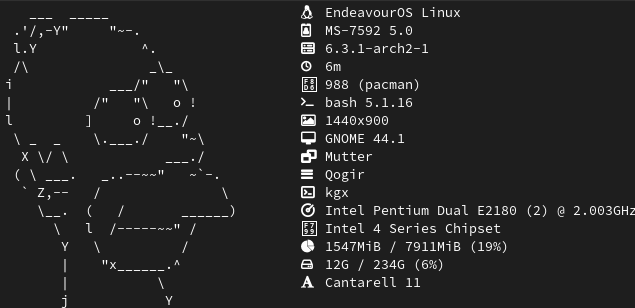 EndeavourOS Linux
MS-7592 5.0
6.3.1-arch2-1
6m
988 (pacman)
bash 5.1.16
1440x900
GNOME 44.1
Mutter
Qogir
kgx
Intel Pentium Dual E2180 (2) @ 2.003GHz
Intel 4 Series Chipset
1547MiB / 7911MiB (19%)
12G / 234G (6%)
Cantarell 11